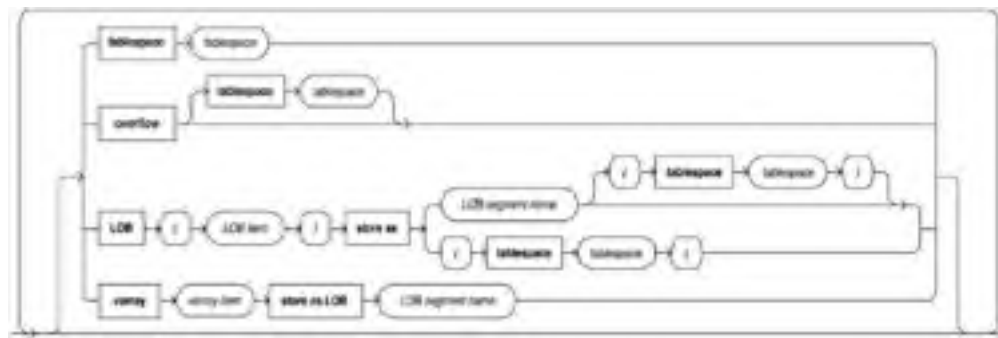 tablespace tablespace
tablespace tablespace
overflow
( tablespace tablespace )
LOB segment name
LOB ( LOB item ) store as
( tablespace tablespace (
varray varray item store as LOB LOB segment name